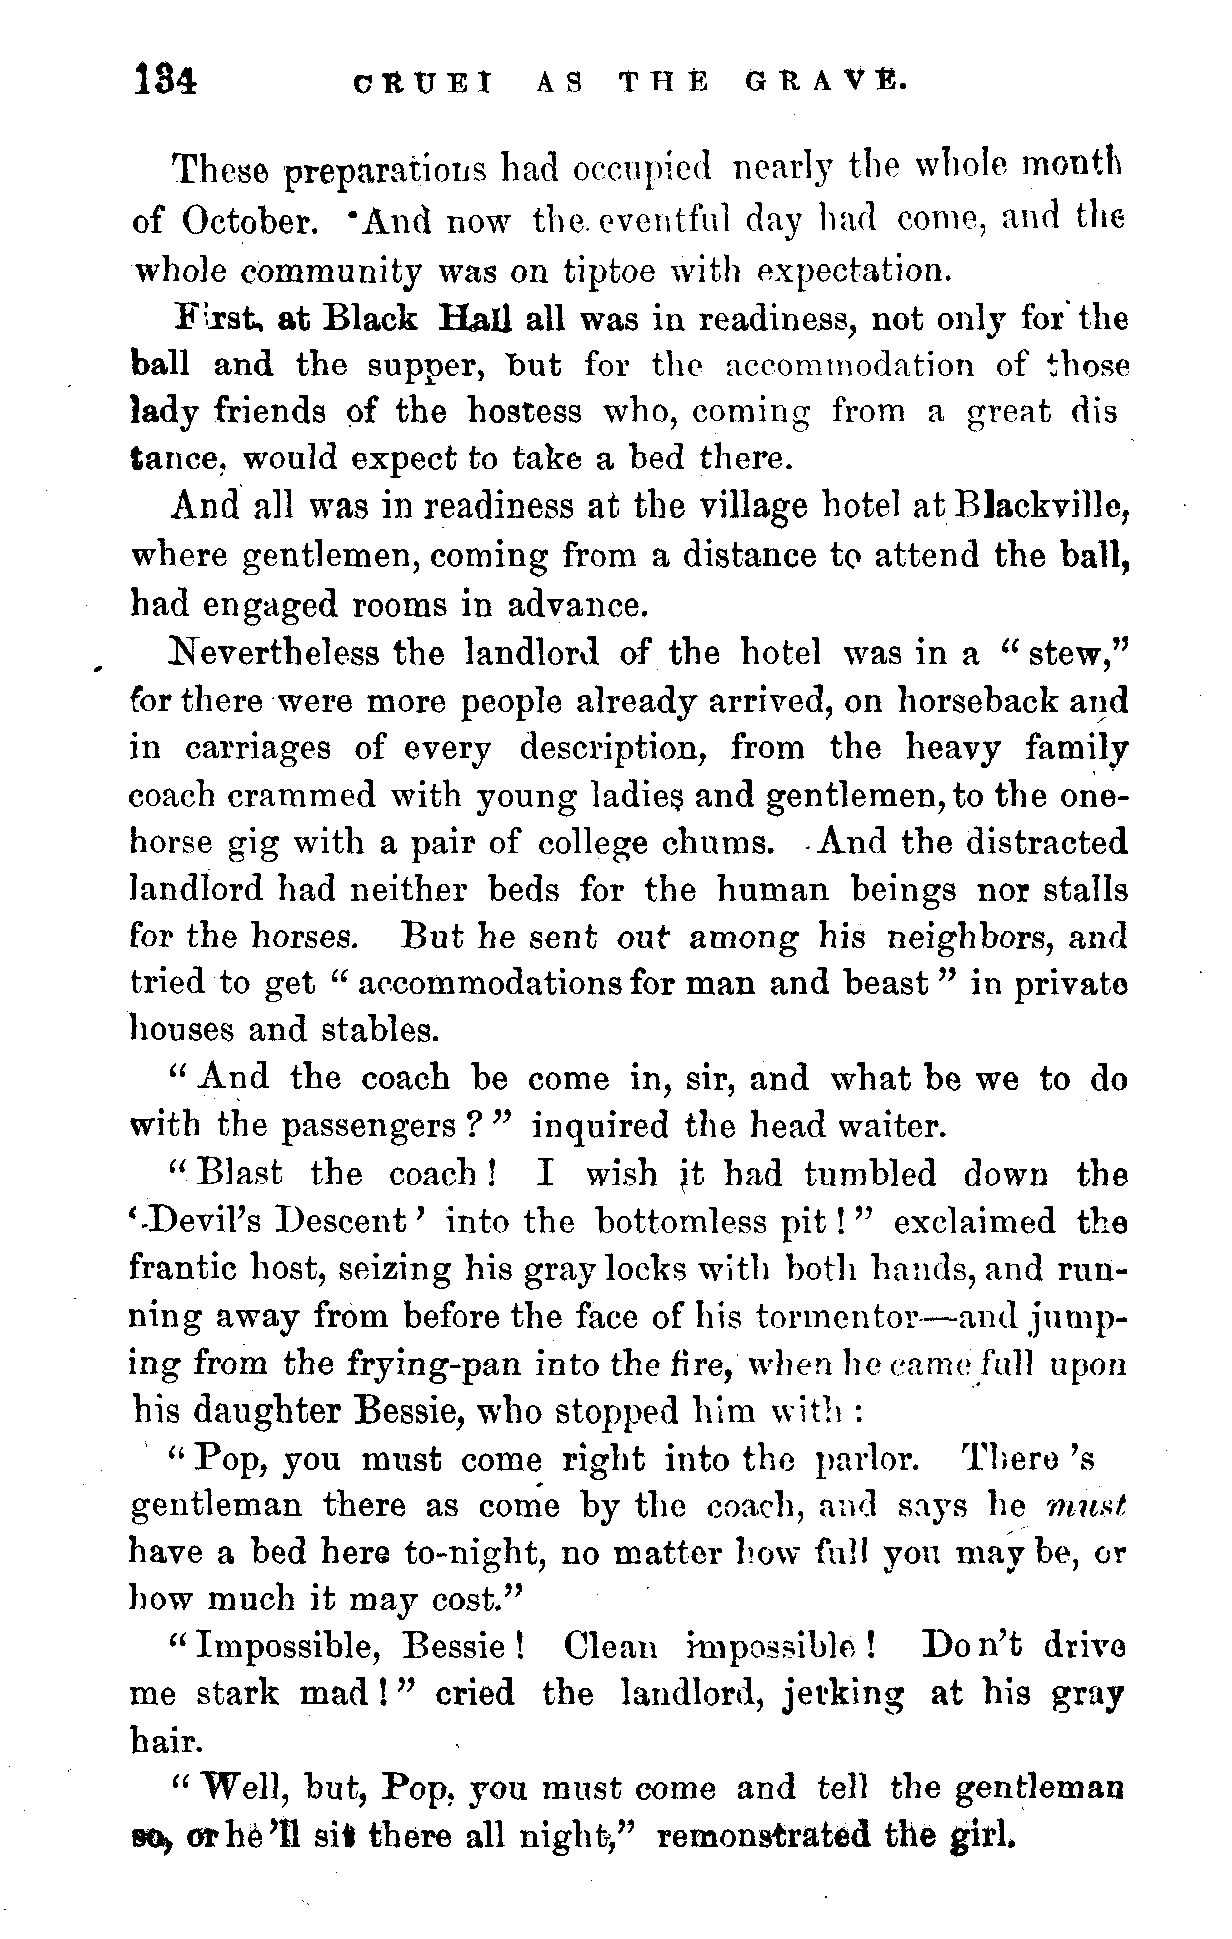 134 CRUEL AS THE GRAVE.
These preparations had occupied nearly the whole month
of October. And now the eventful day had come, and the
whole community was on tiptoe with expectation.
First, at Black Hall all was in readiness, not only for the
ball and the supper, but for the accommodation of those
lady friends of the hostess who, coming from a great dis
tance, would expect to take a bed there.
And all was in readiness at the village hotel at Blackville,
where gentlemen, coming from a distance to attend the ball,
had engaged rooms in advance.
Nevertheless the landlord of the hotel was in a “stew,”
for there were more people already arrived, on horseback and
in carriages of every description, from the heavy family
coach crammed with young ladies and gentlemen, to the one-
horse gig with a pair of college chums. And the distracted
landlord had neither beds for the human beings nor stalls
for the horses. But he sent out among his neighbors, and
tried to get “accommodations for man and beast” in private
houses and stables.
“And the coach be come in, sir, and what be we to do
with the passengers?” inquired the head waiter.
“Blast the coach! I wish it had tumbled down the
‘Devil’s Descent’ into the bottomless pit!” exclaimed the
frantic host, seizing his gray locks with both hands, and run-
ning away from before the face of his tormentor—and jump-
ing from the frying-pan into the fire, when he came full upon
his daughter Bessie, who stopped him with:
“Pop, you must come right into the parlor. There’s
gentleman there as come by the coach, and says he must
have a bed here to-night, no matter how full you may be, or
how much it may cost.”
“Impossible, Bessie! Clean impossible! Don’t drive
me stark mad!” cried the landlord, jerking at his gray
hair.
“Well, but, Pop, you must come and tell the gentleman
so, or he’ll sit there all night,” remonstrated the girl.